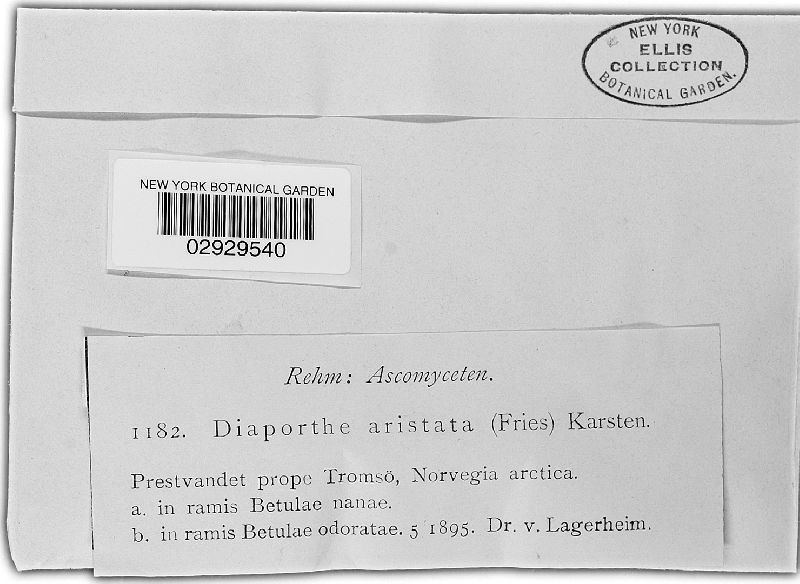 NEW YORK
ELLIS
COLLECTION
BOTANICAL GARDEN.
NEW YORK BOTANICAL GARDEN
02929540
Rehm: Ascomyceten.
1182. Diaporthe aristata (Fries) Karsten.
Prestvandet prope Tromsö, Norvegia arctica.
a. in ramis Betulae nanae.
b. in ramis Betulae odoratae. 5 1895. Dr. v. Lagerheim.